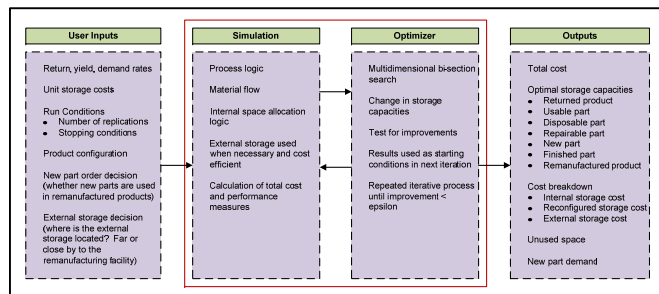 User Inputs
Return, yield, demand rates
Unit storage costs
Run Conditions
• Number of replications
• Stopping conditions
Product configuration
New part order decision
(whether new parts are used
in remanufactured products)
External storage decision
(where is the external
storage located? Far or
close by to the
remanufacturing facility)
Simulation
Process logic
Material flow
Internal space allocation
logic
External storage used
when necessary and cost
efficient
Calculation of total cost
and performance
measures
Optimizer
Multidimensional bi-section
search
Change in storage
capacities
Test for improvements
Results used as starting
conditions in next iteration
Repeated iterative process
until improvement <
epsilon
Outputs
Total cost
Optimal storage capacities
• Returned product
• Usable part
• Disposable part
• Repairable part
• New part
• Finished part
• Remanufactured product
Cost breakdown
• Internal storage cost
• Reconfigured storage cost
• External storage cost
Unused space
New part demand